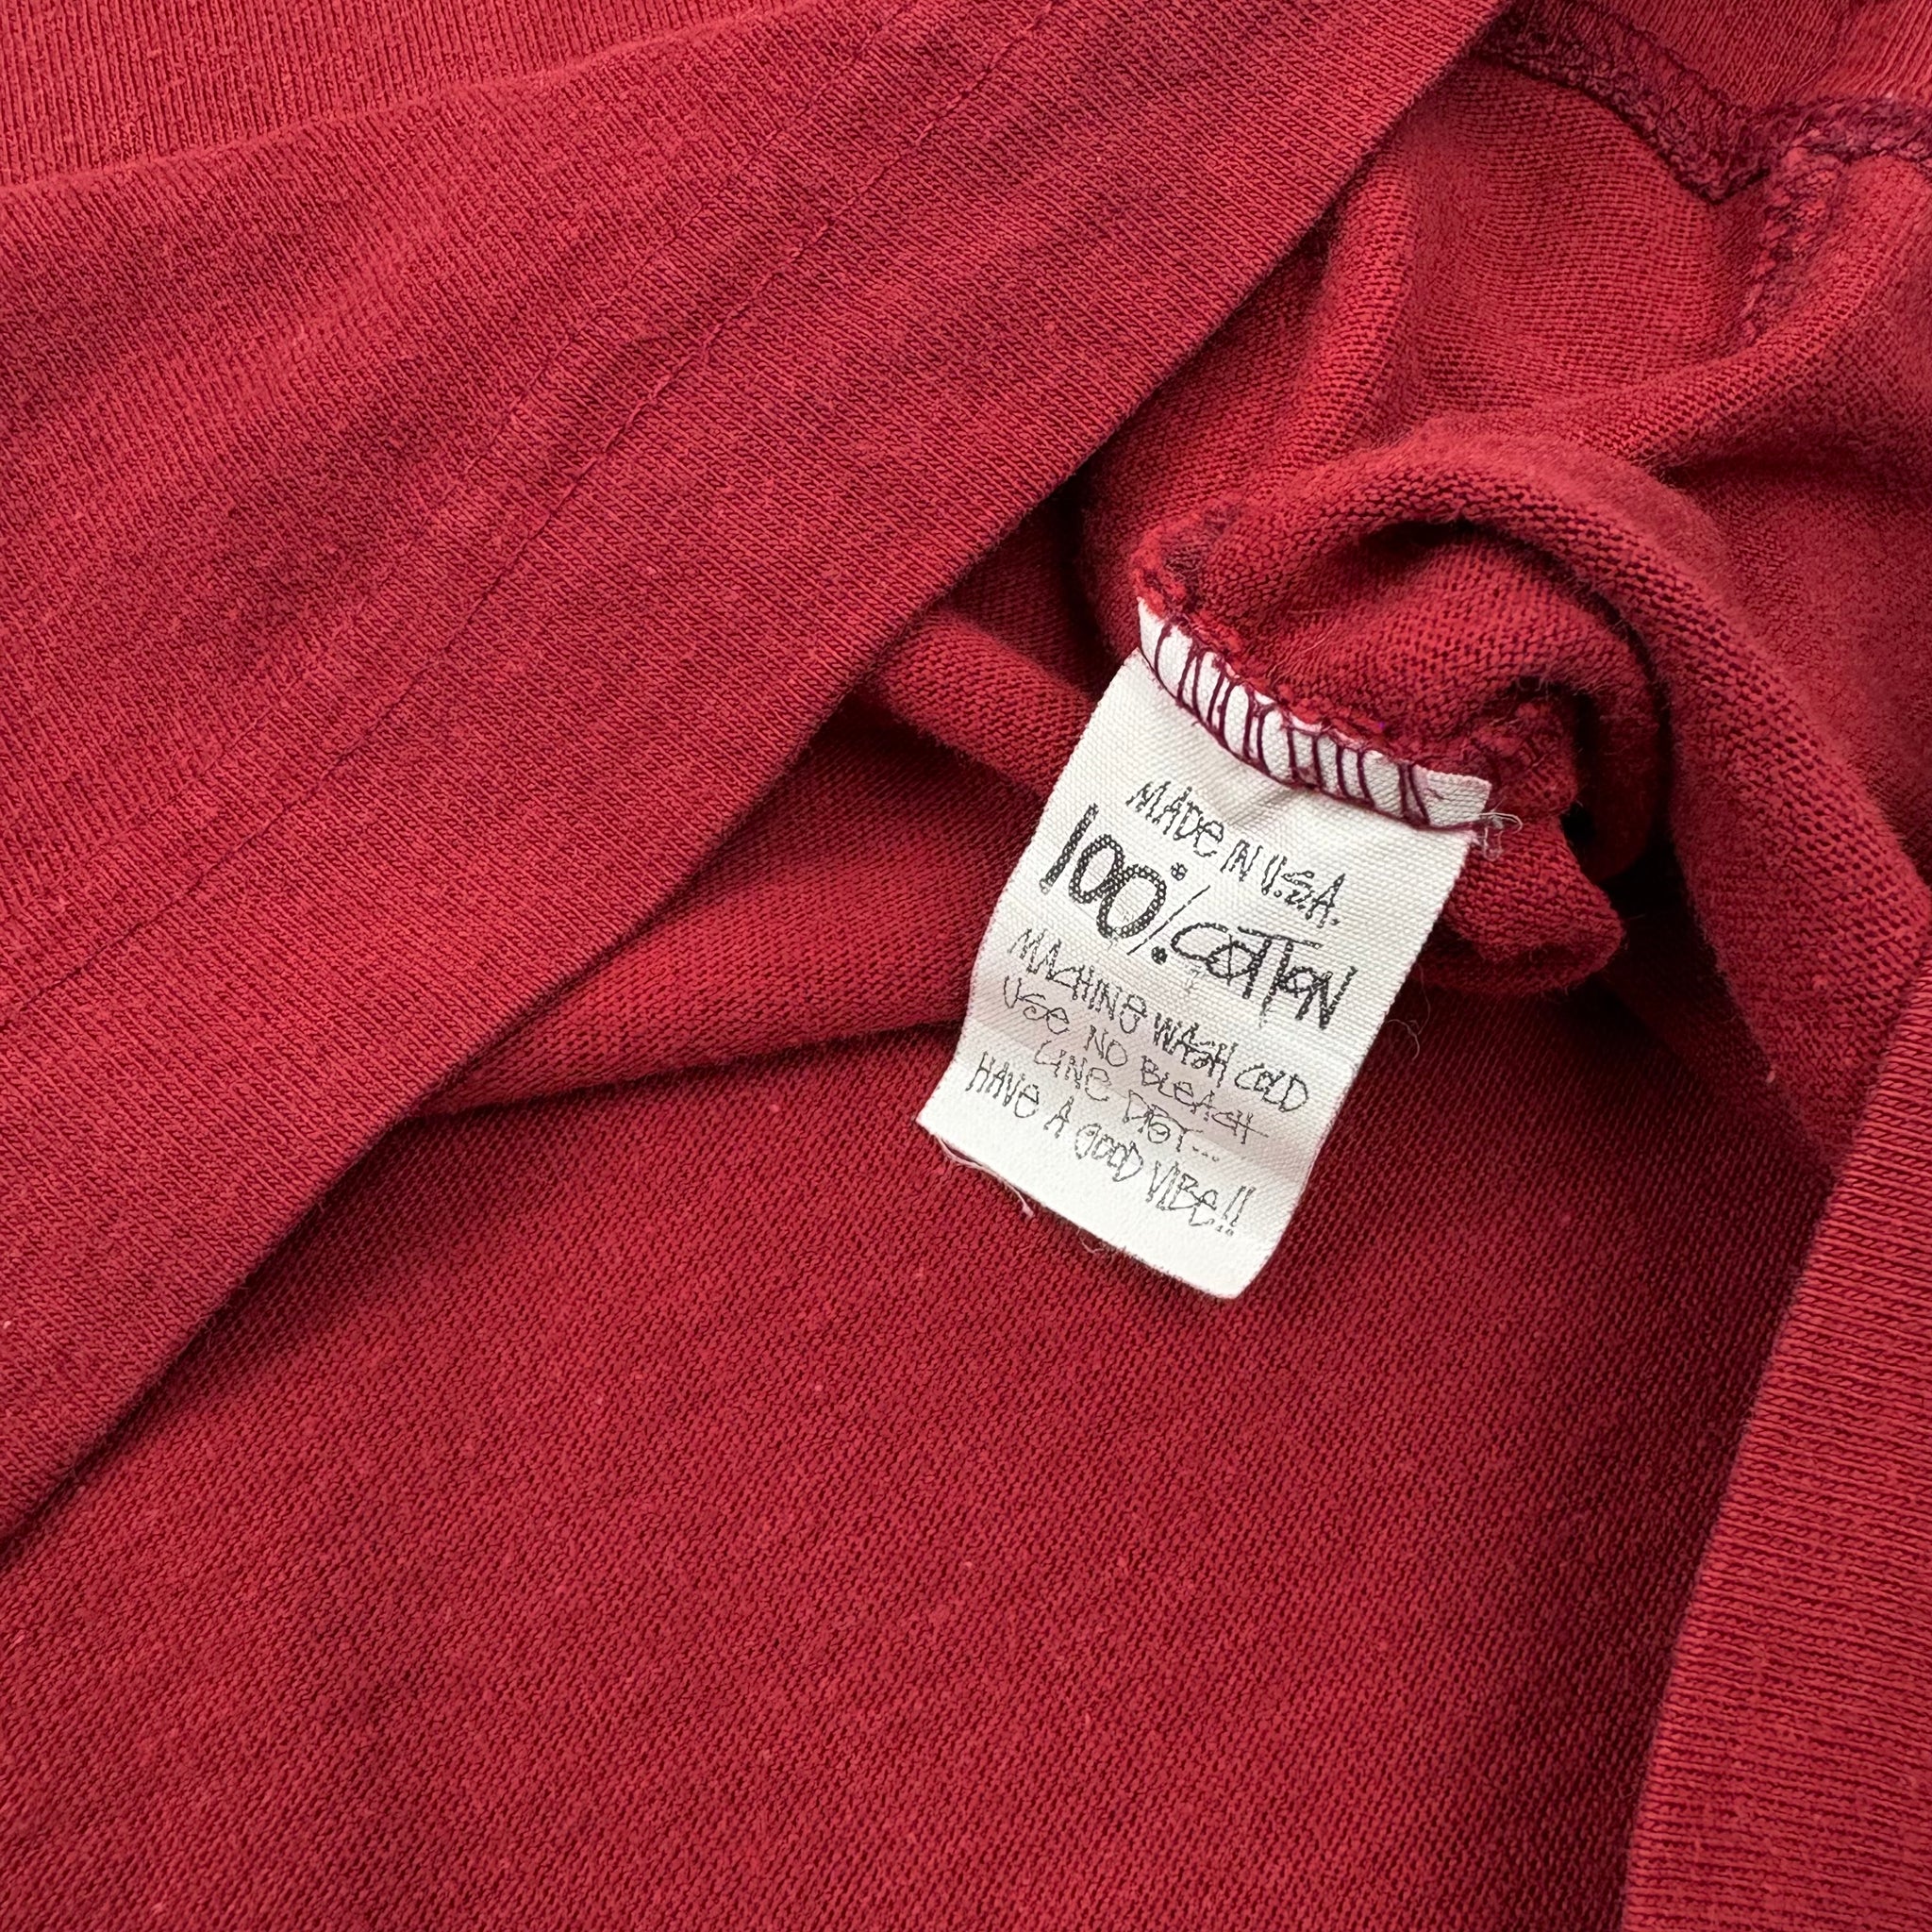 MADE IN U.S.A.
100% COTTON
MACHINE WASH COLD
USE NO BLEACH
LINE DRY...
HAVE A GOOD VIBE!!